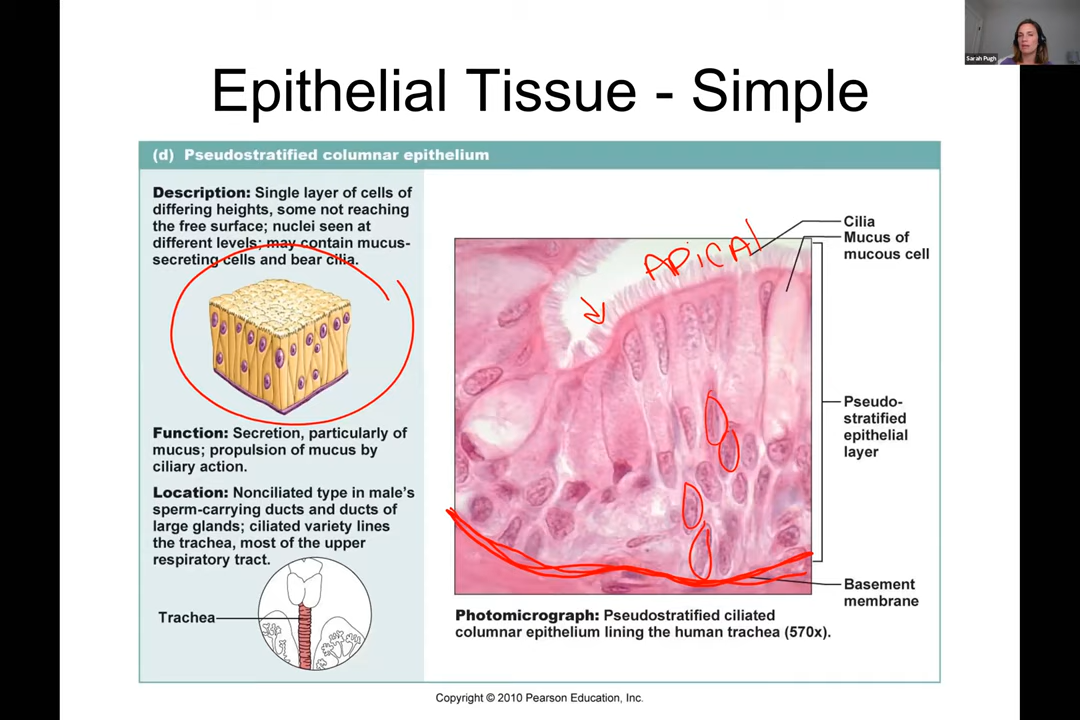 Sarah Pugh
Epithelial Tissue - Simple
(d) Pseudostratified columnar epithelium
Description: Single layer of cells of
differing heights, some not reaching
the free surface; nuclei seen at
different levels; may contain mucus-
secreting cells and bear cilia.
Function: Secretion, particularly of
mucus; propulsion of mucus by
ciliary action.
Location: Nonciliated type in male's
sperm-carrying ducts and ducts of
large glands; ciliated variety lines
the trachea, most of the upper
respiratory tract.
Trachea
APiCAl
Cilia
Mucus of
mucous cell
Pseudo-
stratified
epithelial
layer
Basement
membrane
Photomicrograph: Pseudostratified ciliated
columnar epithelium lining the human trachea (570x).
Copyright © 2010 Pearson Education, Inc.